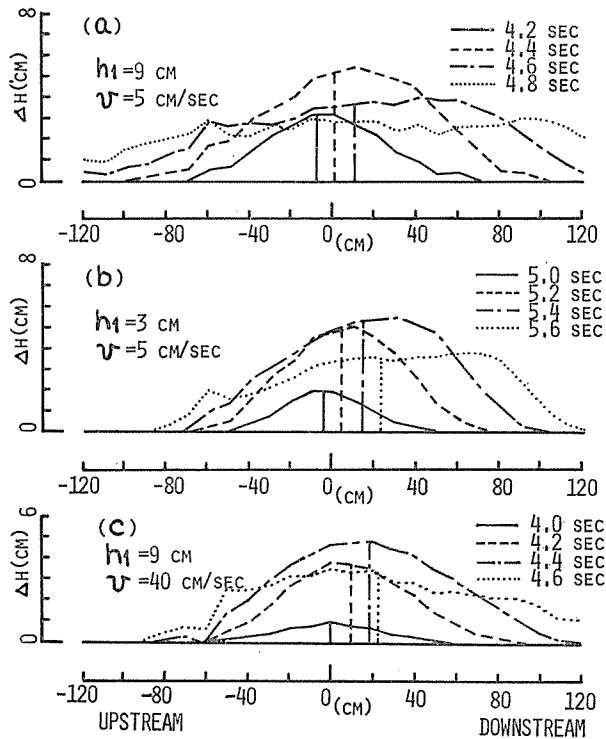 (a)
h1=9 CM
v=5 CM/SEC
4.2 SEC
4.4 SEC
4.6 SEC
4.8 SEC
ΔH(CM)
8
0
-120 -80 -40 0 40 80 120
(CM)
(b)
h1=3 CM
v=5 CM/SEC
5.0 SEC
5.2 SEC
5.4 SEC
5.6 SEC
ΔH(CM)
8
0
-120 -80 -40 0 40 80 120
(CM)
(c)
h1=9 CM
v=40 CM/SEC
4.0 SEC
4.2 SEC
4.4 SEC
4.6 SEC
ΔH(CM)
6
0
-120 -80 -40 0 40 80 120
(CM)
UPSTREAM DOWNSTREAM